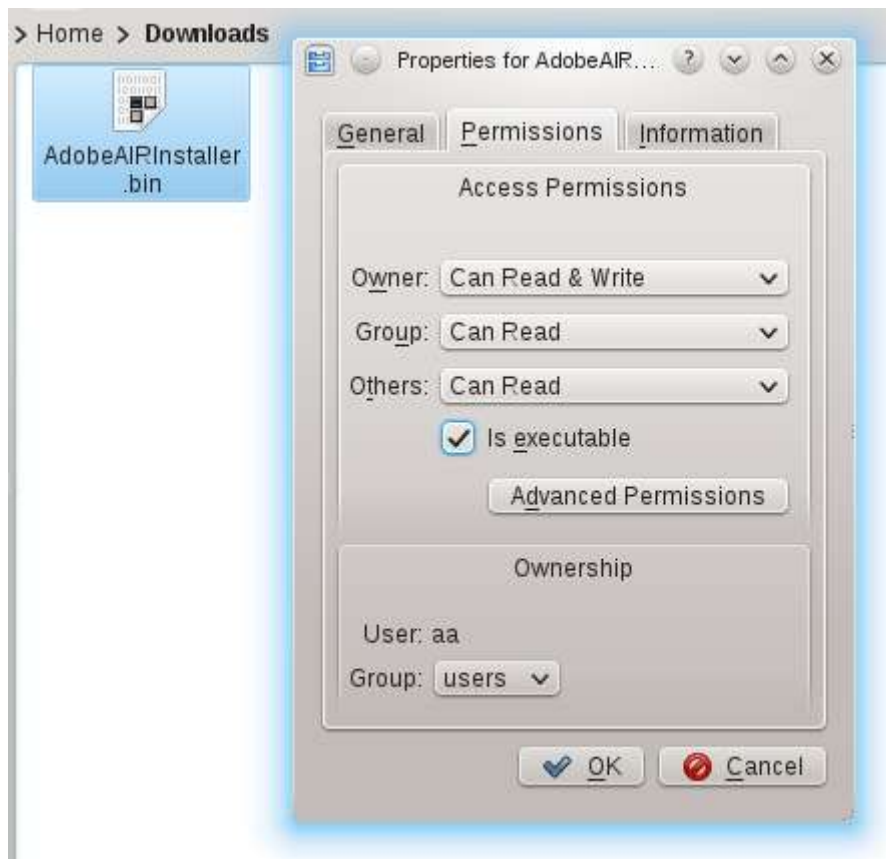 > Home > Downloads
AdobeAIRInstaller
.bin
Properties for AdobeAIR...
General
Permissions
Information
Access Permissions
Owner: Can Read & Write
Group: Can Read
Others: Can Read
Is executable
Advanced Permissions
Ownership
User: aa
Group: users
OK
Cancel